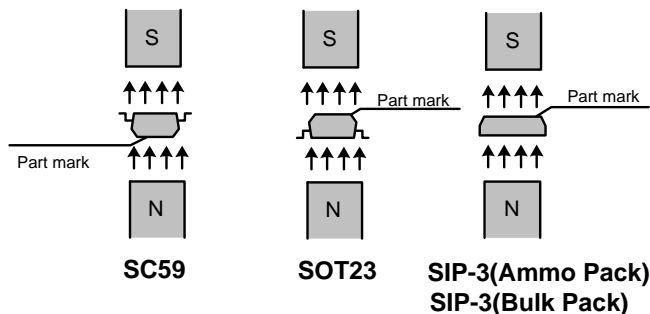 S
S
S
Part mark
Part mark
Part mark
N
N
N
SC59
SOT23
SIP-3(Ammo Pack)
SIP-3(Bulk Pack)